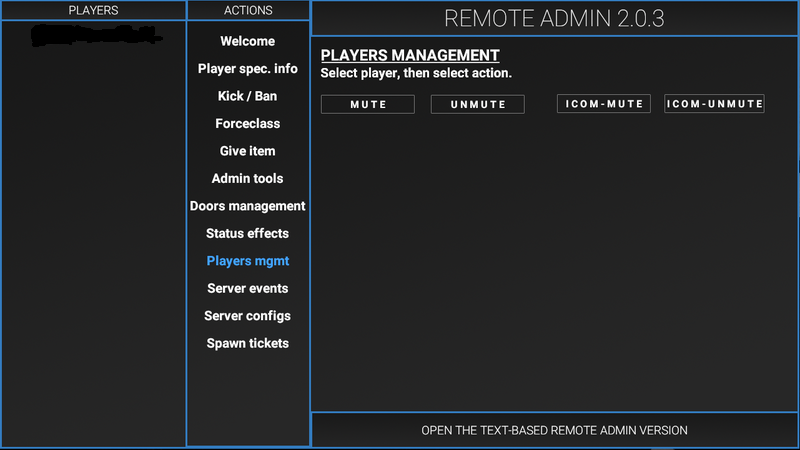 PLAYERS
ACTIONS
Welcome
Player spec. info
Kick / Ban
Forceclass
Give item
Admin tools
Doors management
Status effects
Players mgmt
Server events
Server configs
Spawn tickets
REMOTE ADMIN 2.0.3
PLAYERS MANAGEMENT
Select player, then select action.
MUTE UNMUTE ICOM-MUTE ICOM-UNMUTE
OPEN THE TEXT-BASED REMOTE ADMIN VERSION